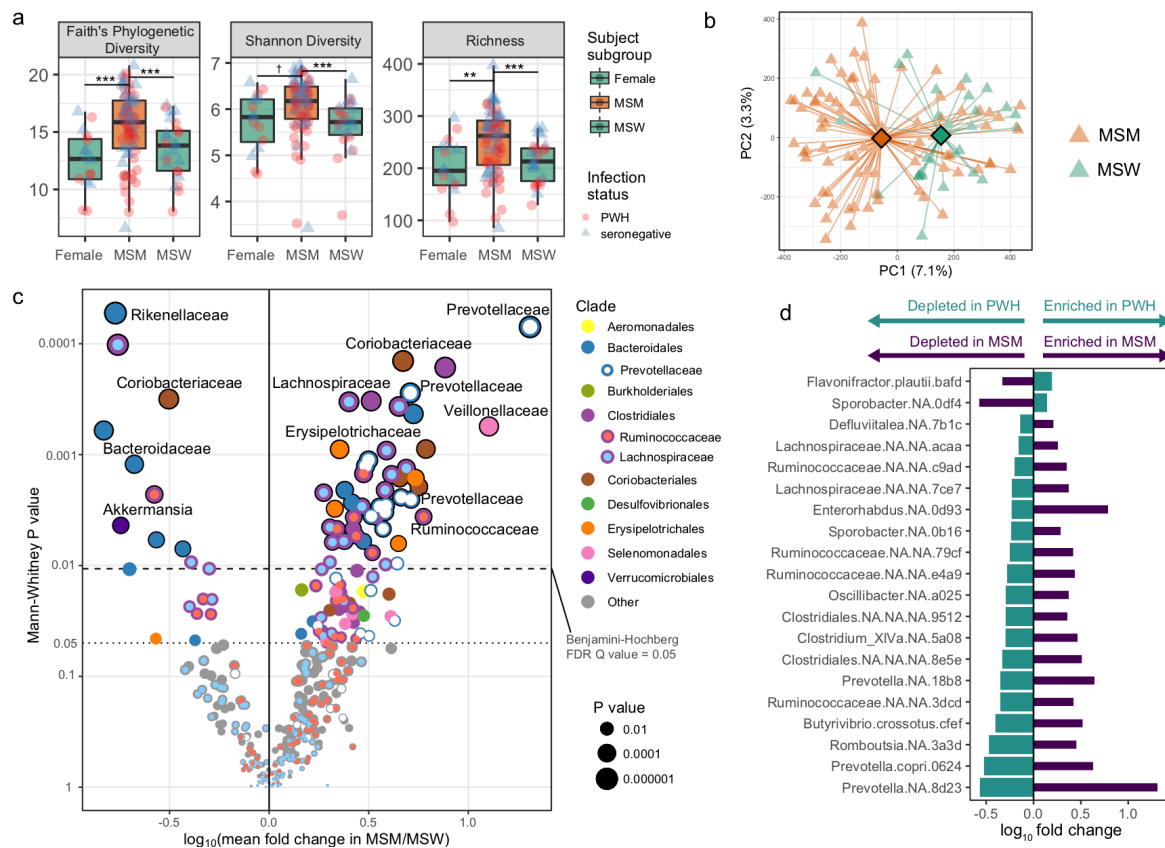 a
Faith's Phylogenetic
Diversity
Shannon Diversity
Richness
20
15
10
***
***
7
6
5
4
†
***
400
300
200
100
**
***
Female MSM MSW
Female MSM MSW
Female MSM MSW
Subject
subgroup
Female
MSM
MSW
Infection
status
PWH
seronegative
b
PC2 (3.3%)
400
200
0
-200
-400
-200
0
200
400
PC1 (7.1%)
MSM
MSW
c
Mann-Whitney P value
0.0001
0.001
0.01
0.05
0.1
1
Rikenellaceae
Prevotellaceae
Coriobacteriaceae
Coriobacteriaceae
Lachnospiraceae
Prevotellaceae
Veillonellaceae
Erysipelotrichaceae
Bacteroidaceae
Prevotellaceae
Akkermansia
Ruminococcaceae
-0.5
0.0
0.5
1.0
log10(mean fold change in MSM/MSW)
Clade
Aeromonadales
Bacteroidales
Prevotellaceae
Burkholderiales
Clostridiales
Ruminococcaceae
Lachnospiraceae
Coriobacteriales
Desulfovibrionales
Erysipelotrichales
Selenomonadales
Verrucomicrobiales
Other
Benjamini-Hochberg
FDR Q value = 0.05
P value
0.01
0.0001
0.000001
d
Depleted in PWH
Enriched in PWH
Depleted in MSM
Enriched in MSM
Flavonifractor.plautii.bafd
Sporobacter.NA.0df4
Defluviitalea.NA.7b1c
Lachnospiraceae.NA.NA.acaa
Ruminococcaceae.NA.NA.c9ad
Lachnospiraceae.NA.NA.7ce7
Enterorhabdus.NA.0d93
Sporobacter.NA.0b16
Ruminococcaceae.NA.NA.79cf
Ruminococcaceae.NA.NA.e4a9
Oscillibacter.NA.a025
Clostridiales.NA.NA.NA.9512
Clostridium_XIVa.NA.5a08
Clostridiales.NA.NA.NA.8e5e
Prevotella.NA.18b8
Ruminococcaceae.NA.NA.3dcd
Butyrivibrio.crossotus.cfef
Romboutsia.NA.3a3d
Prevotella.copri.0624
Prevotella.NA.8d23
-0.5
0.0
0.5
1.0
log10 fold change